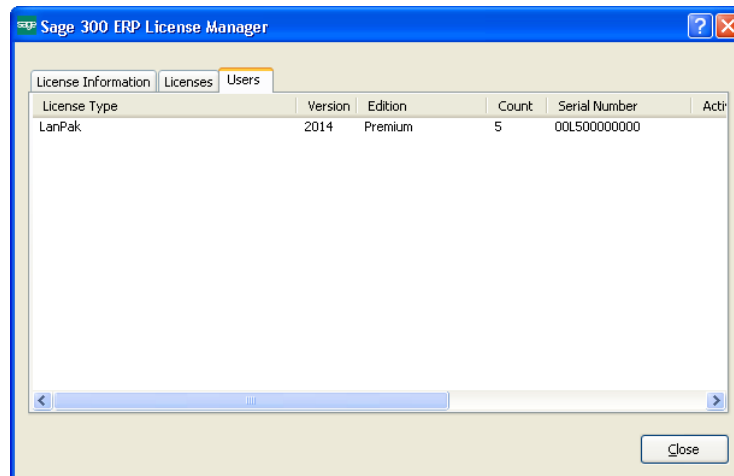 sage Sage 300 ERP License Manager
License Information Licenses Users
License Type Version Edition Count Serial Number Acti
LanPak 2014 Premium 5 00L500000000
Close